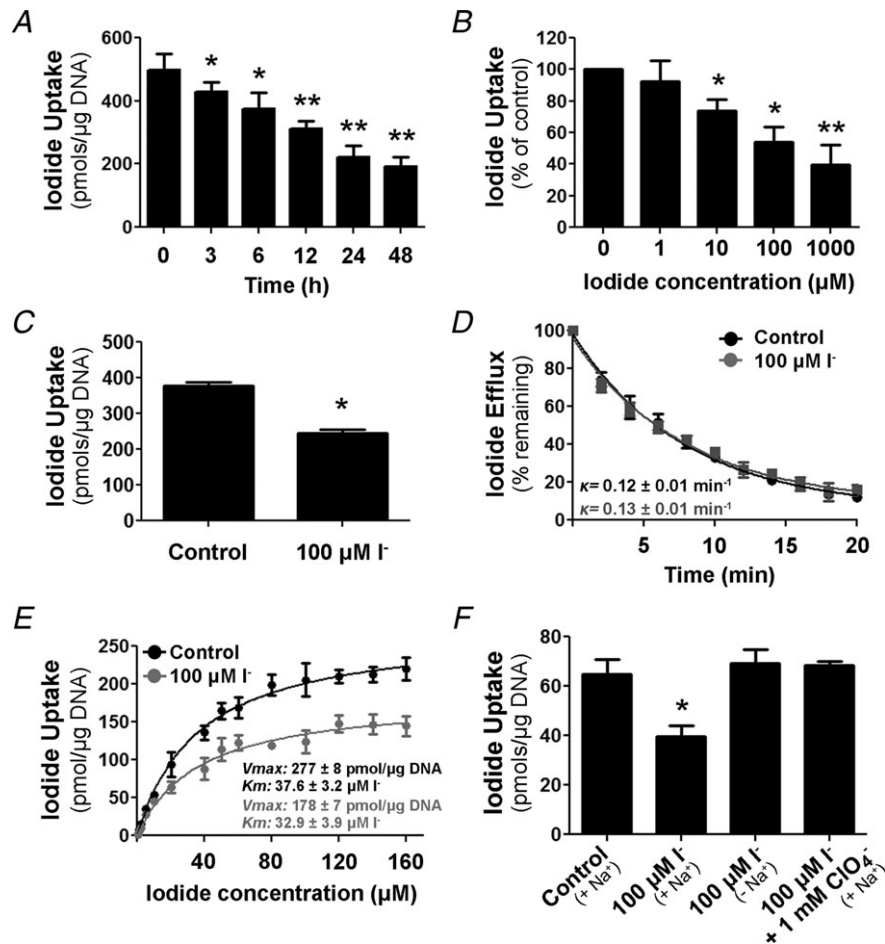 A
Iodide Uptake
(pmols/µg DNA)
600
400
200
0
* * ** ** **
0 3 6 12 24 48
Time (h)
B
Iodide Uptake
(% of control)
120
100
80
60
40
20
0
* * **
0 1 10 100 1000
Iodide concentration (µM)
C
Iodide Uptake
(pmols/µg DNA)
500
400
300
200
100
0
*
Control 100 µM I⁻
D
Iodide Efflux
(% remaining)
100
80
60
40
20
0
Control
100 µM I⁻
κ= 0.12 ± 0.01 min⁻¹
κ= 0.13 ± 0.01 min⁻¹
5 10 15 20
Time (min)
E
Iodide Uptake
(pmol/µg DNA)
250
200
150
100
50
0
Control
100 µM I⁻
Vmax: 277 ± 8 pmol/µg DNA
Km: 37.6 ± 3.2 µM I⁻
Vmax: 178 ± 7 pmol/µg DNA
Km: 32.9 ± 3.9 µM I⁻
40 80 120 160
Iodide concentration (µM)
F
Iodide Uptake
(pmols/µg DNA)
80
60
40
20
0
*
Control
(+ Na⁺)
100 µM I⁻
(+ Na⁺)
100 µM I⁻
(- Na⁺)
100 µM I⁻
+ 1 mM ClO₄⁻
(+ Na⁺)